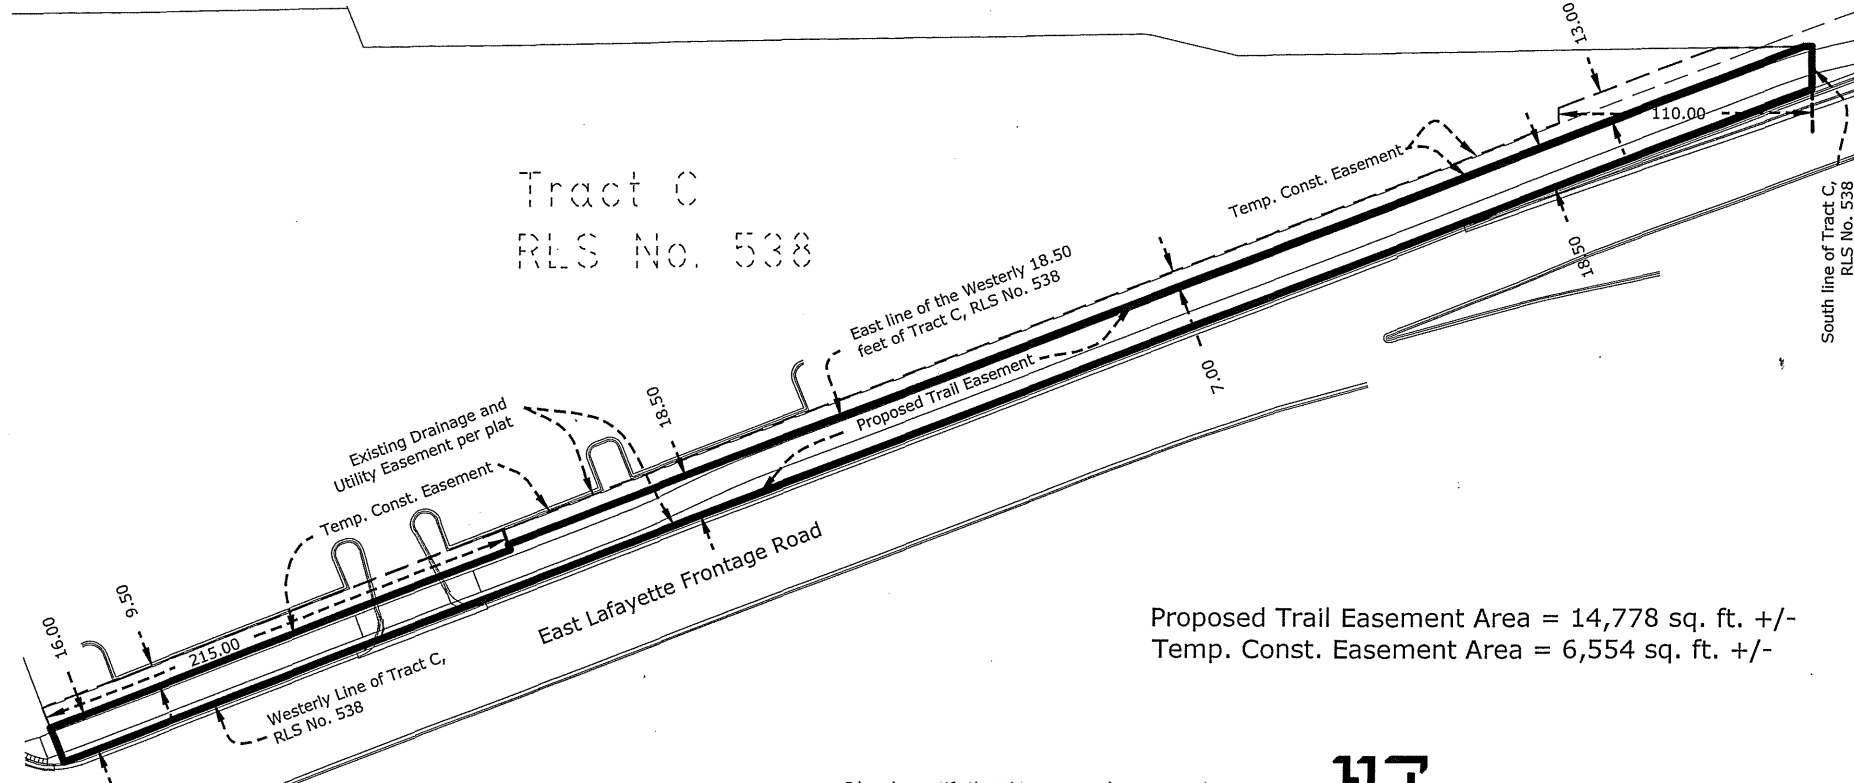 13.00
110.00
Tract C
RLS No. 538
Temp. Const. Easement
South line of Tract C,
RLS No. 538
18.50
East line of the Westerly 18.50
feet of Tract C, RLS No. 538
Proposed Trail Easement
7.00
18.50
Existing Drainage and
Utility Easement per plat
Temp. Const. Easement
East Lafayette Frontage Road
9.50
16.00
215.00
Westerly Line of Tract C,
RLS No. 538
Proposed Trail Easement Area = 14,778 sq. ft. +/-
Temp. Const. Easement Area = 6,554 sq. ft. +/-